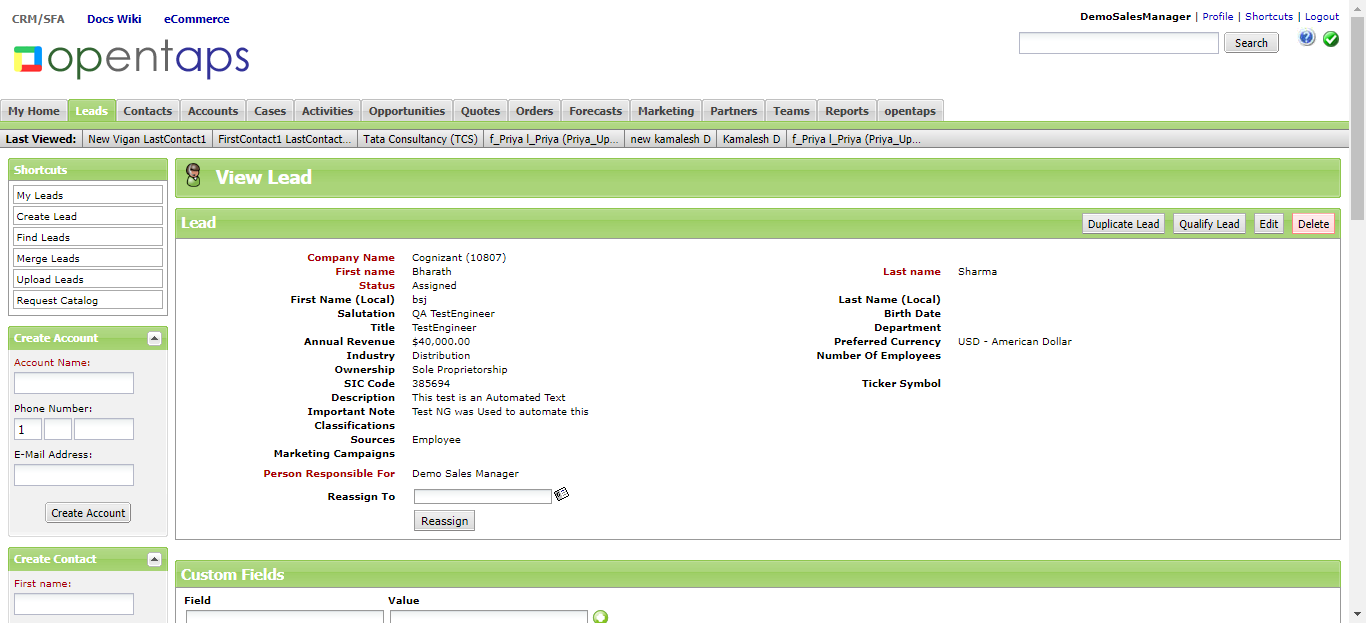 CRM/SFA Docs Wiki eCommerce
DemoSalesManager | Profile | Shortcuts | Logout
opentaps
Search
My Home Leads Contacts Accounts Cases Activities Opportunities Quotes Orders Forecasts Marketing Partners Teams Reports opentaps
Last Viewed: New Vigan LastContact1 FirstContact1 LastContact... Tata Consultancy (TCS) f_Priya l_Priya (Priya_Up... new kamalesh D Kamalesh D f_Priya l_Priya (Priya_Up...
Shortcuts
My Leads
Create Lead
Find Leads
Merge Leads
Upload Leads
Request Catalog
Create Account
Account Name:
Phone Number:
1
E-Mail Address:
Create Account
Create Contact
First name:
View Lead
Lead
Duplicate Lead Qualify Lead Edit Delete
Company Name Cognizant (10807)
First name Bharath Last name Sharma
Status Assigned
First Name (Local) bsj Last Name (Local)
Salutation QA TestEngineer Birth Date
Title TestEngineer Department
Annual Revenue $40,000.00 Preferred Currency USD - American Dollar
Industry Distribution Number Of Employees
Ownership Sole Proprietorship
SIC Code 385694 Ticker Symbol
Description This test is an Automated Text
Important Note Test NG was Used to automate this
Classifications
Sources Employee
Marketing Campaigns
Person Responsible For Demo Sales Manager
Reassign To
Reassign
Custom Fields
Field Value